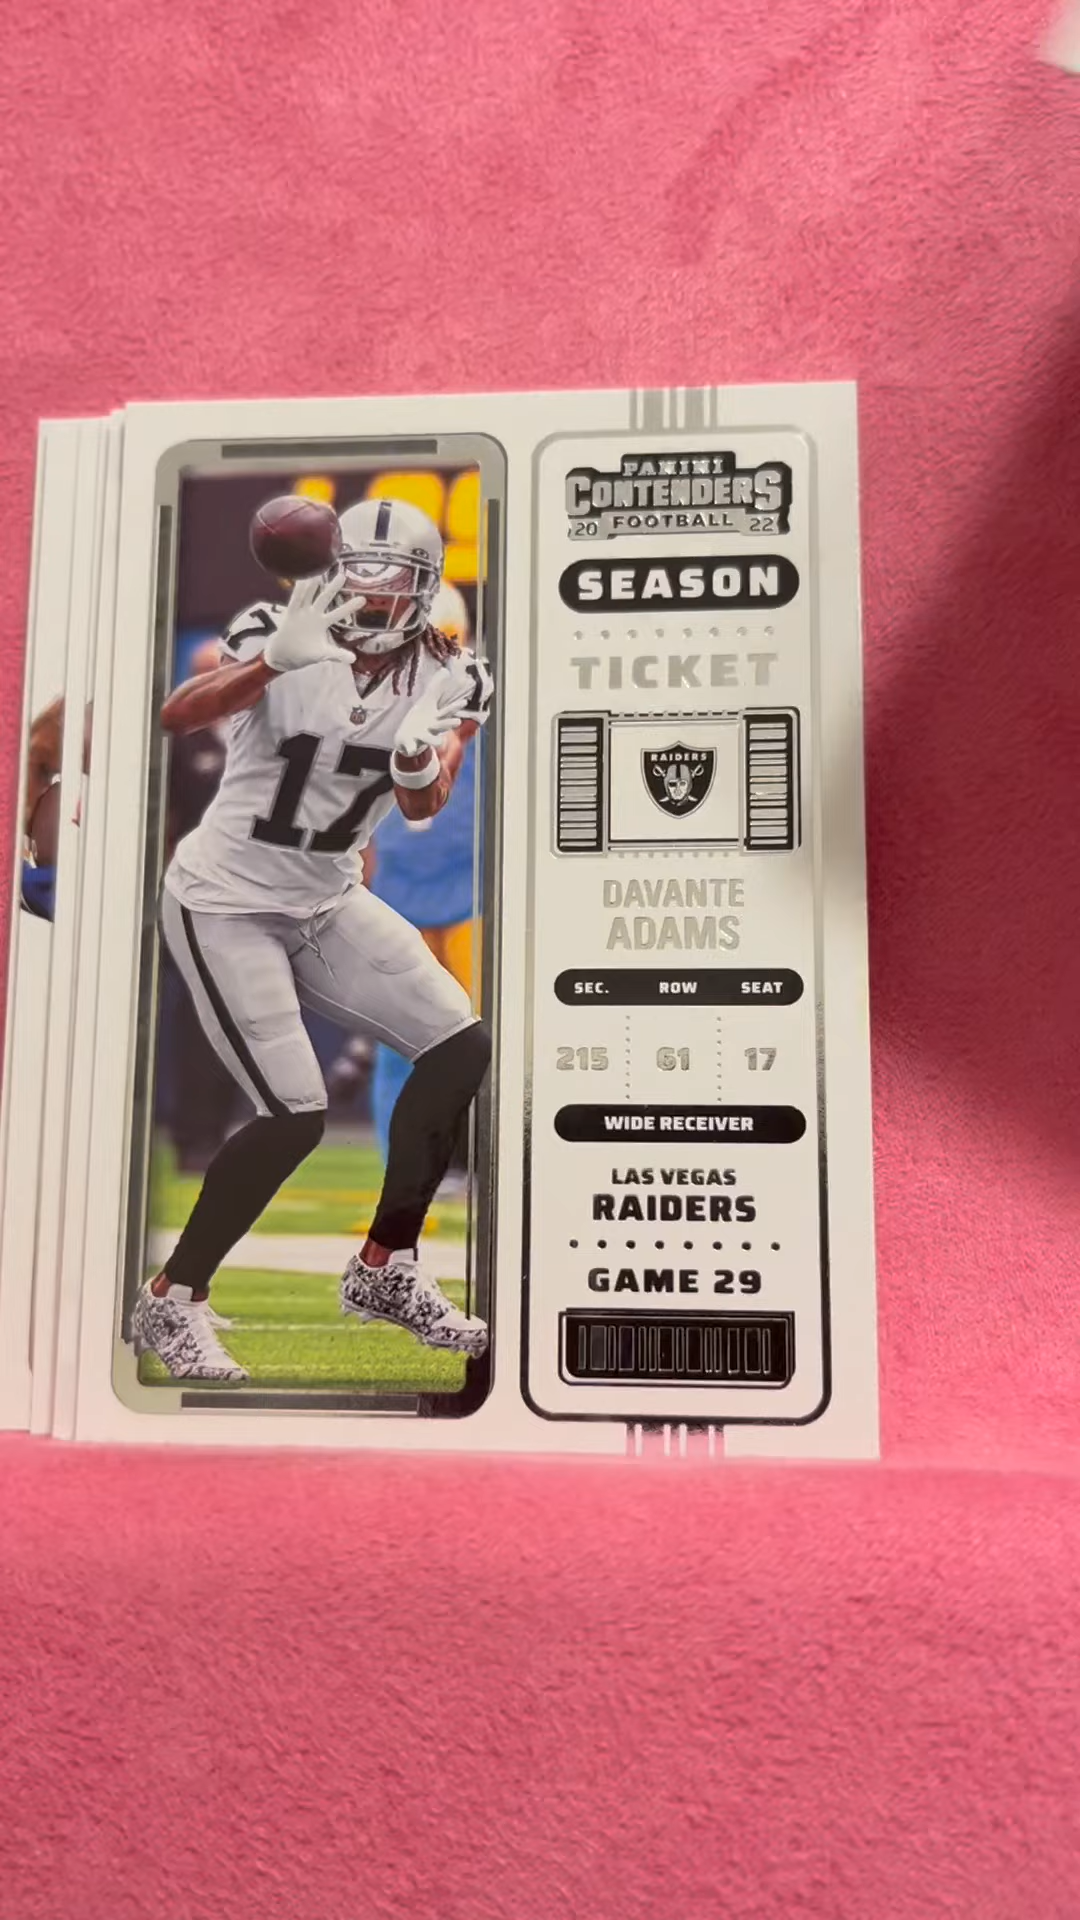 PANINI
CONTENDERS
20 FOOTBALL 22
SEASON
TICKET
RAIDERS
DAVANTE
ADAMS
SEC. ROW SEAT
215 61 17
WIDE RECEIVER
LAS VEGAS
RAIDERS
GAME 29
17
17
17